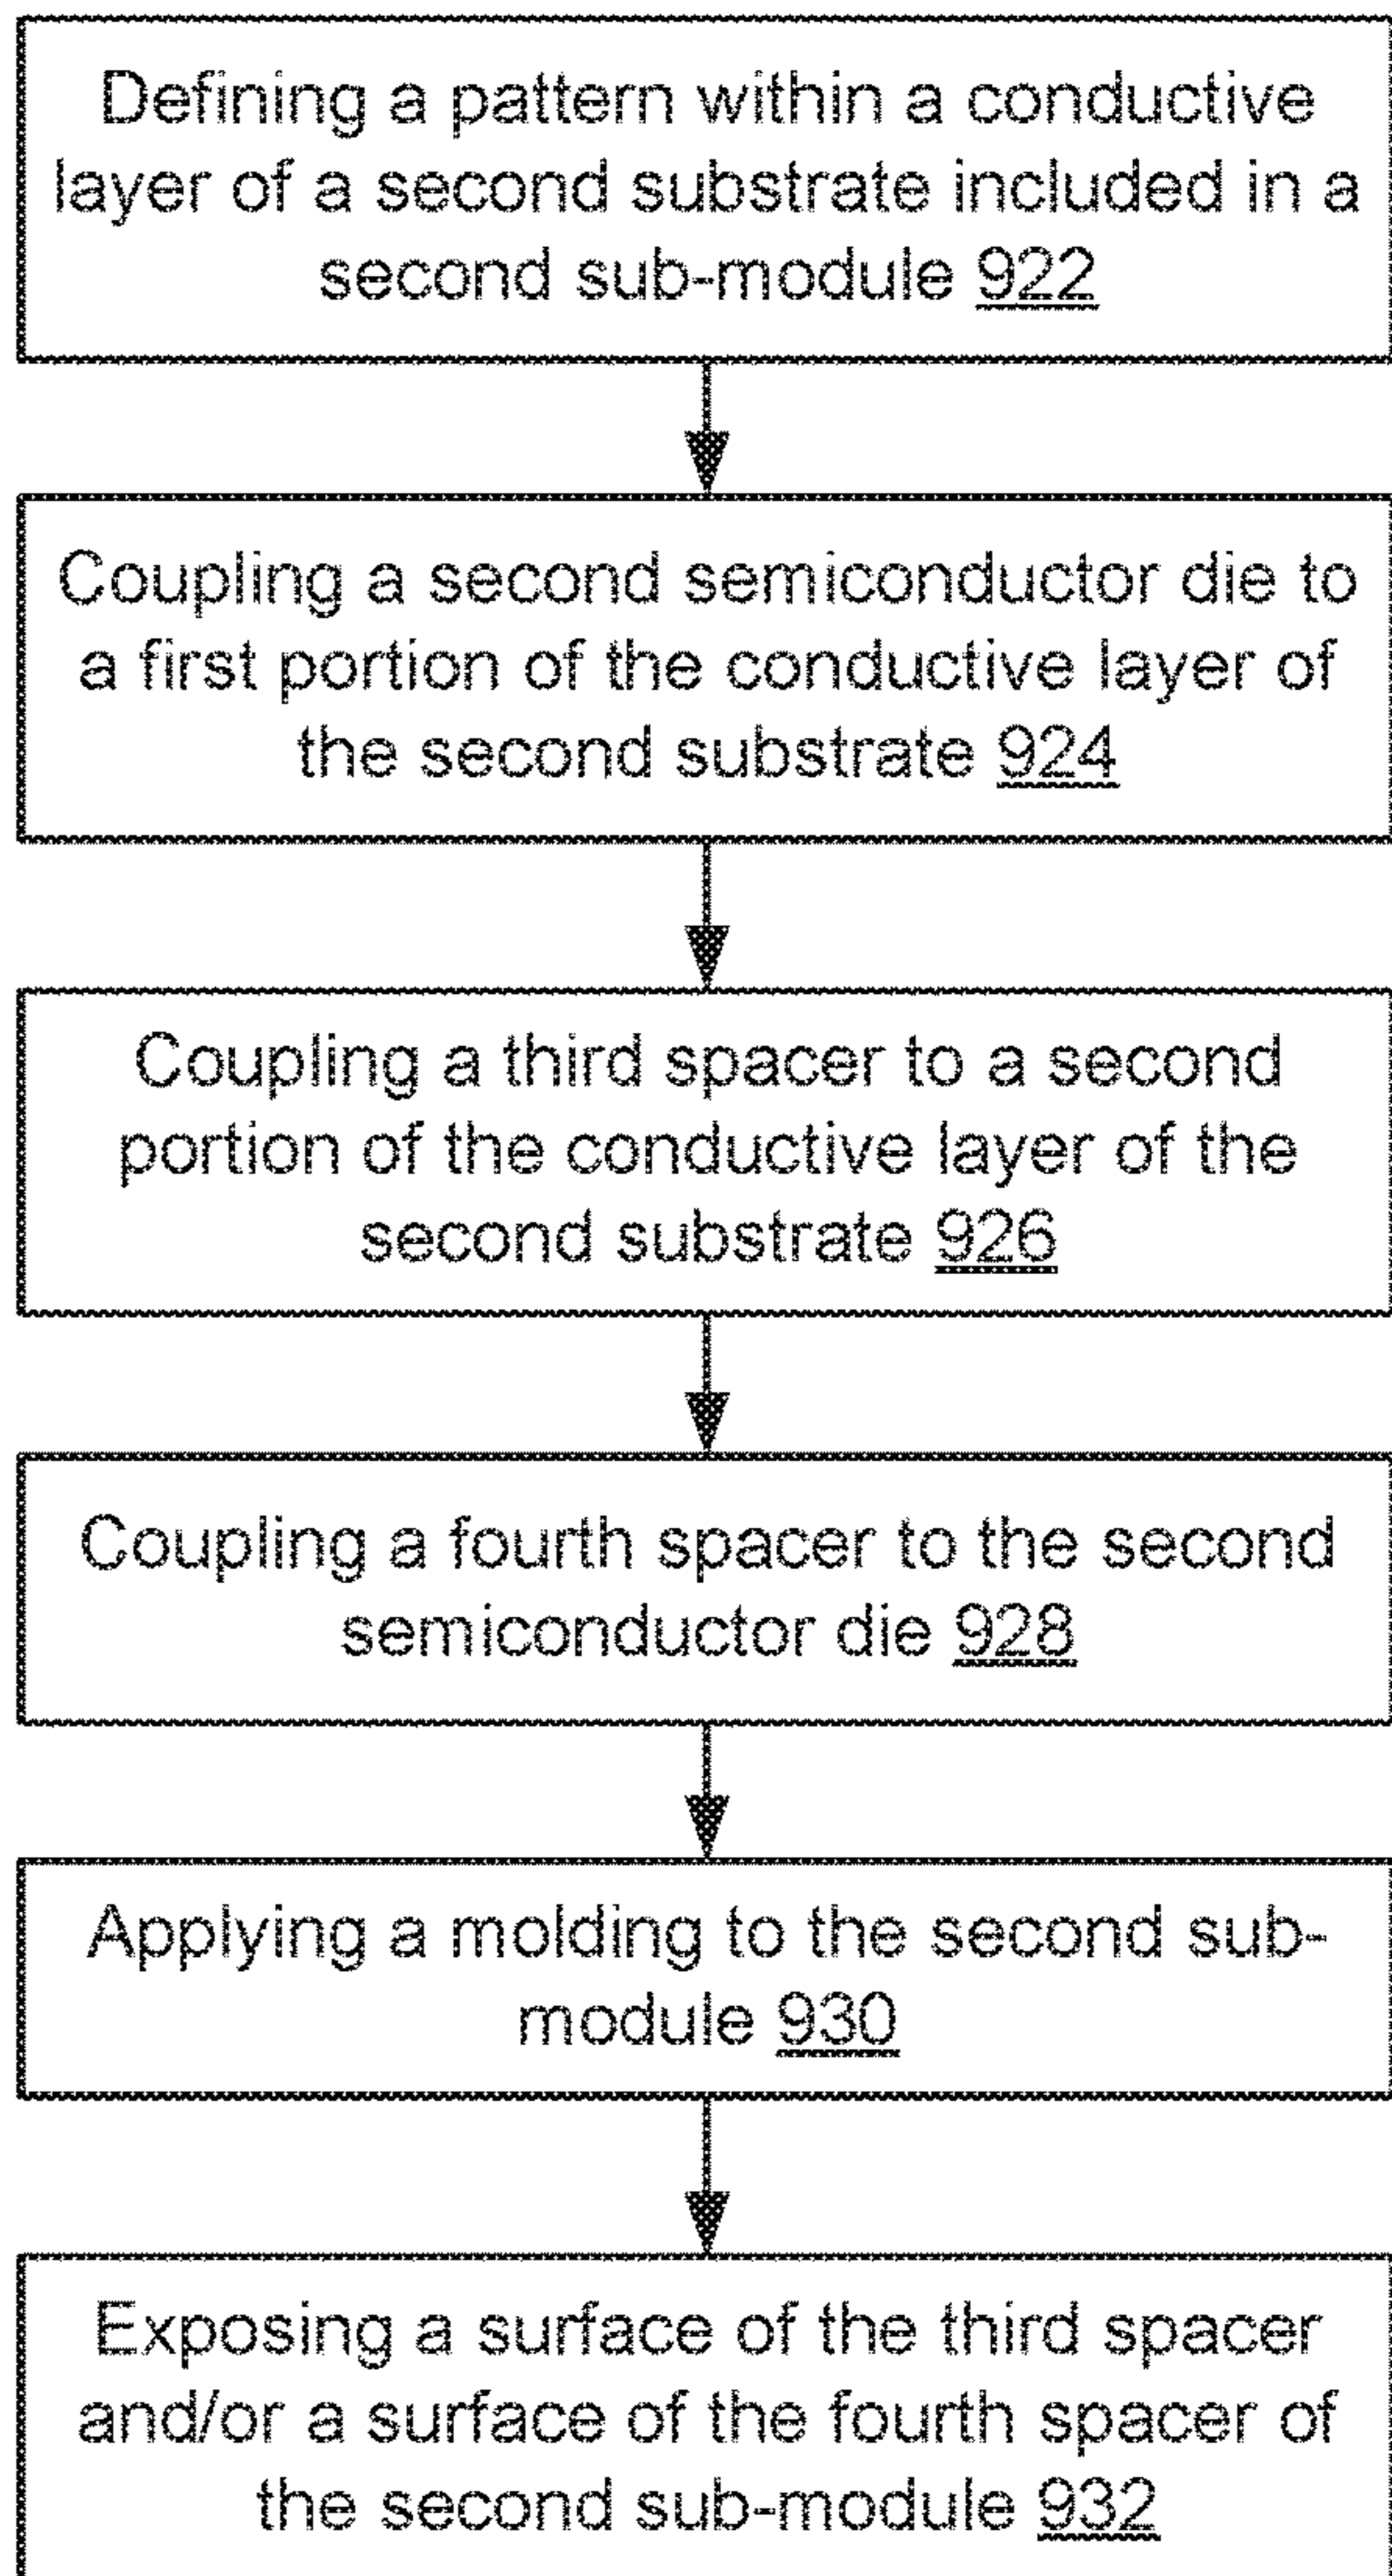 Defining a pattern within a conductive
layer of a second substrate included in a
second sub-module 922
Coupling a second semiconductor die to
a first portion of the conductive layer of
the second substrate 924
Coupling a third spacer to a second
portion of the conductive layer of the
second substrate 926
Coupling a fourth spacer to the second
semiconductor die 928
Applying a molding to the second sub-
module 930
Exposing a surface of the third spacer
and/or a surface of the fourth spacer of
the second sub-module 932